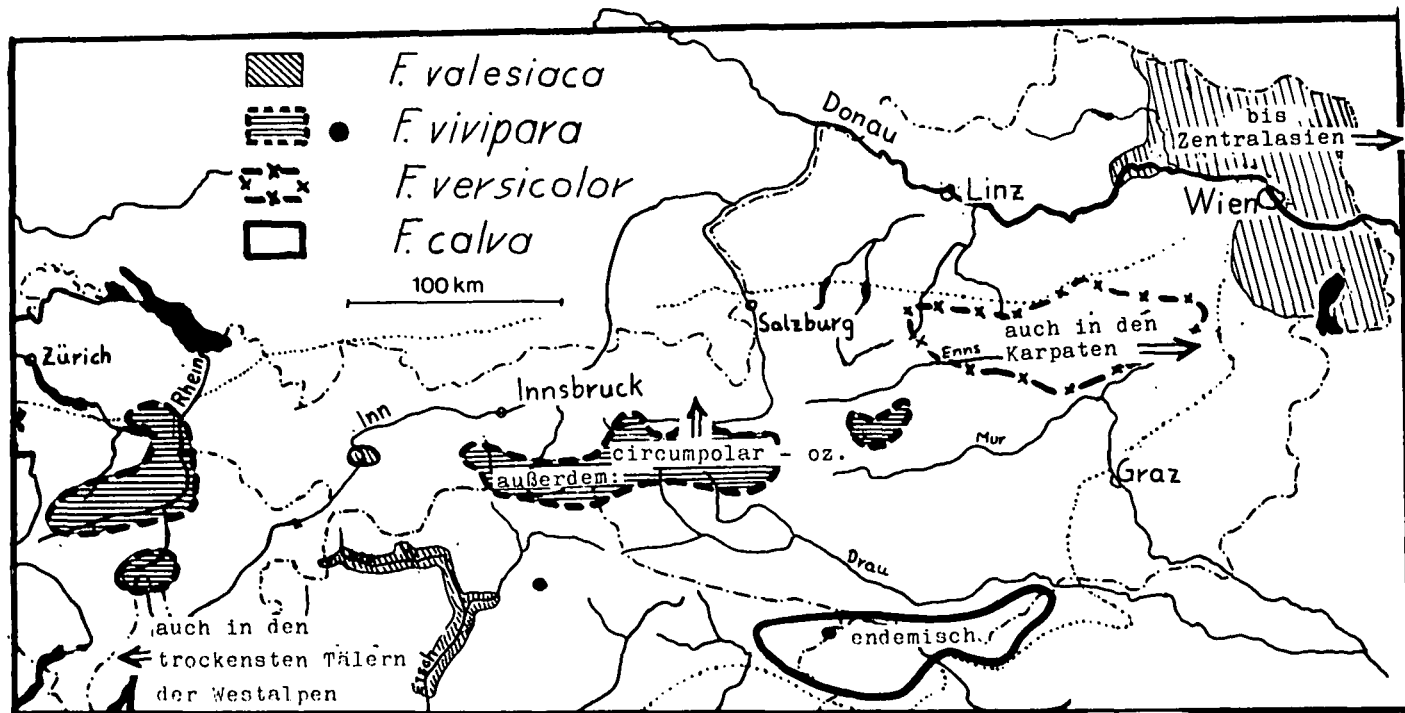 F. valesiaca
F. vivipara
F. versicolor
F. calva
100 km
Donau
Linz
Wien
bis
Zentralasien
Salzburg
auch in den
Karpaten
Enns
Zürich
Rhein
Inn
Innsbruck
circumpolar - oz.
außerdem:
Mur
Graz
Drau
endemisch
Etsch
auch in den
trockensten Tälern
der Westalpen